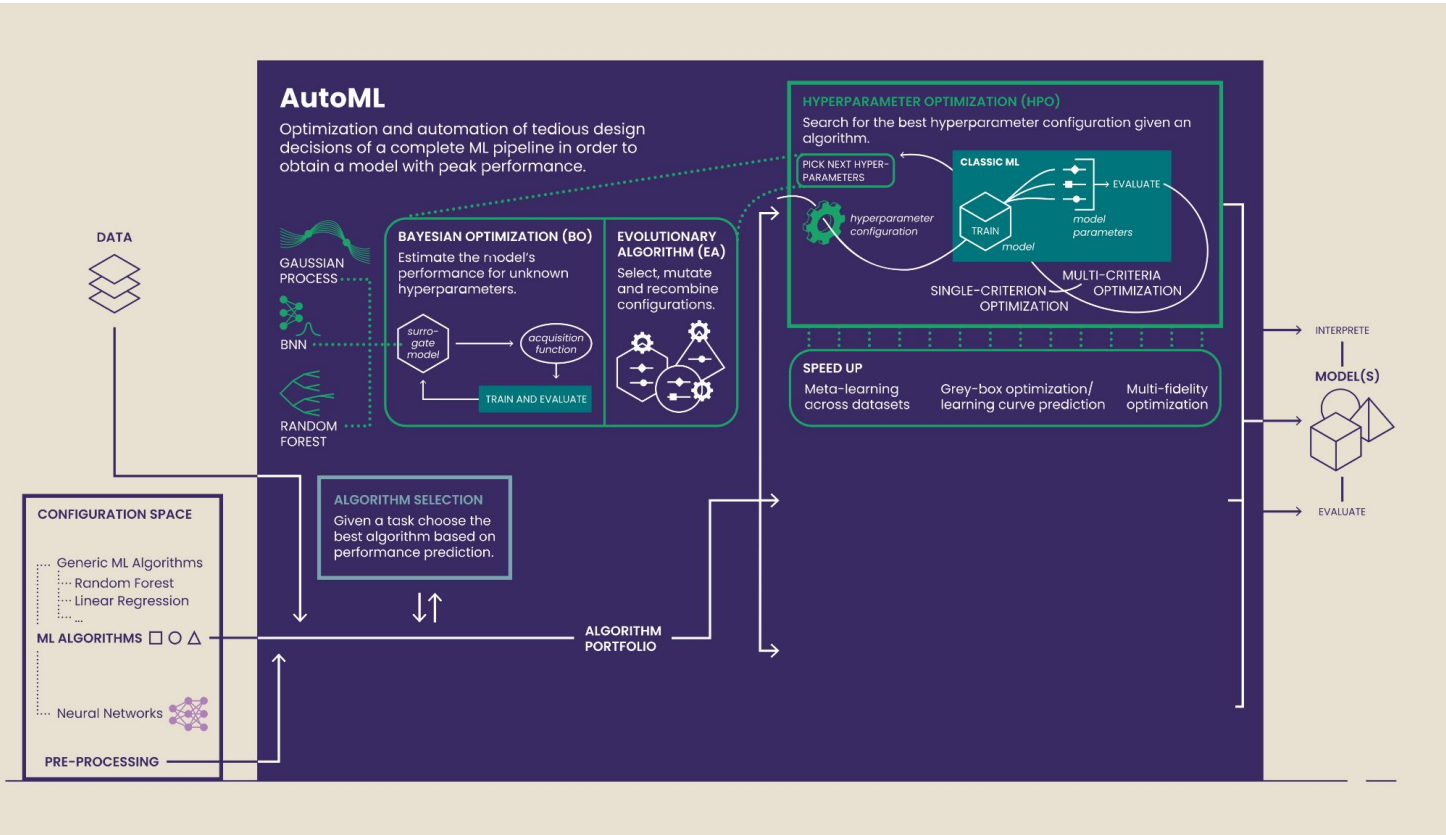 AutoML
Optimization and automation of tedious design
decisions of a complete ML pipeline in order to
obtain a model with peak performance.
DATA
GAUSSIAN
PROCESS
BNN
RANDOM
FOREST
BAYESIAN OPTIMIZATION (BO)
Estimate the model's
performance for unknown
hyperparameters.
surro-
gate
model
acquisition
function
TRAIN AND EVALUATE
EVOLUTIONARY
ALGORITHM (EA)
Select, mutate
and recombine
configurations.
HYPERPARAMETER OPTIMIZATION (HPO)
Search for the best hyperparameter configuration given an
algorithm.
PICK NEXT HYPER-
PARAMETERS
hyperparameter
configuration
CLASSIC ML
TRAIN
model
EVALUATE
model
parameters
SINGLE-CRITERION
OPTIMIZATION
MULTI-CRITERIA
OPTIMIZATION
SPEED UP
Meta-learning
across datasets
Grey-box optimization/
learning curve prediction
Multi-fidelity
optimization
ALGORITHM SELECTION
Given a task choose the
best algorithm based on
performance prediction.
CONFIGURATION SPACE
Generic ML Algorithms
Random Forest
Linear Regression
...
ML ALGORITHMS
Neural Networks
PRE-PROCESSING
ALGORITHM
PORTFOLIO
INTERPRETE
MODEL(S)
EVALUATE